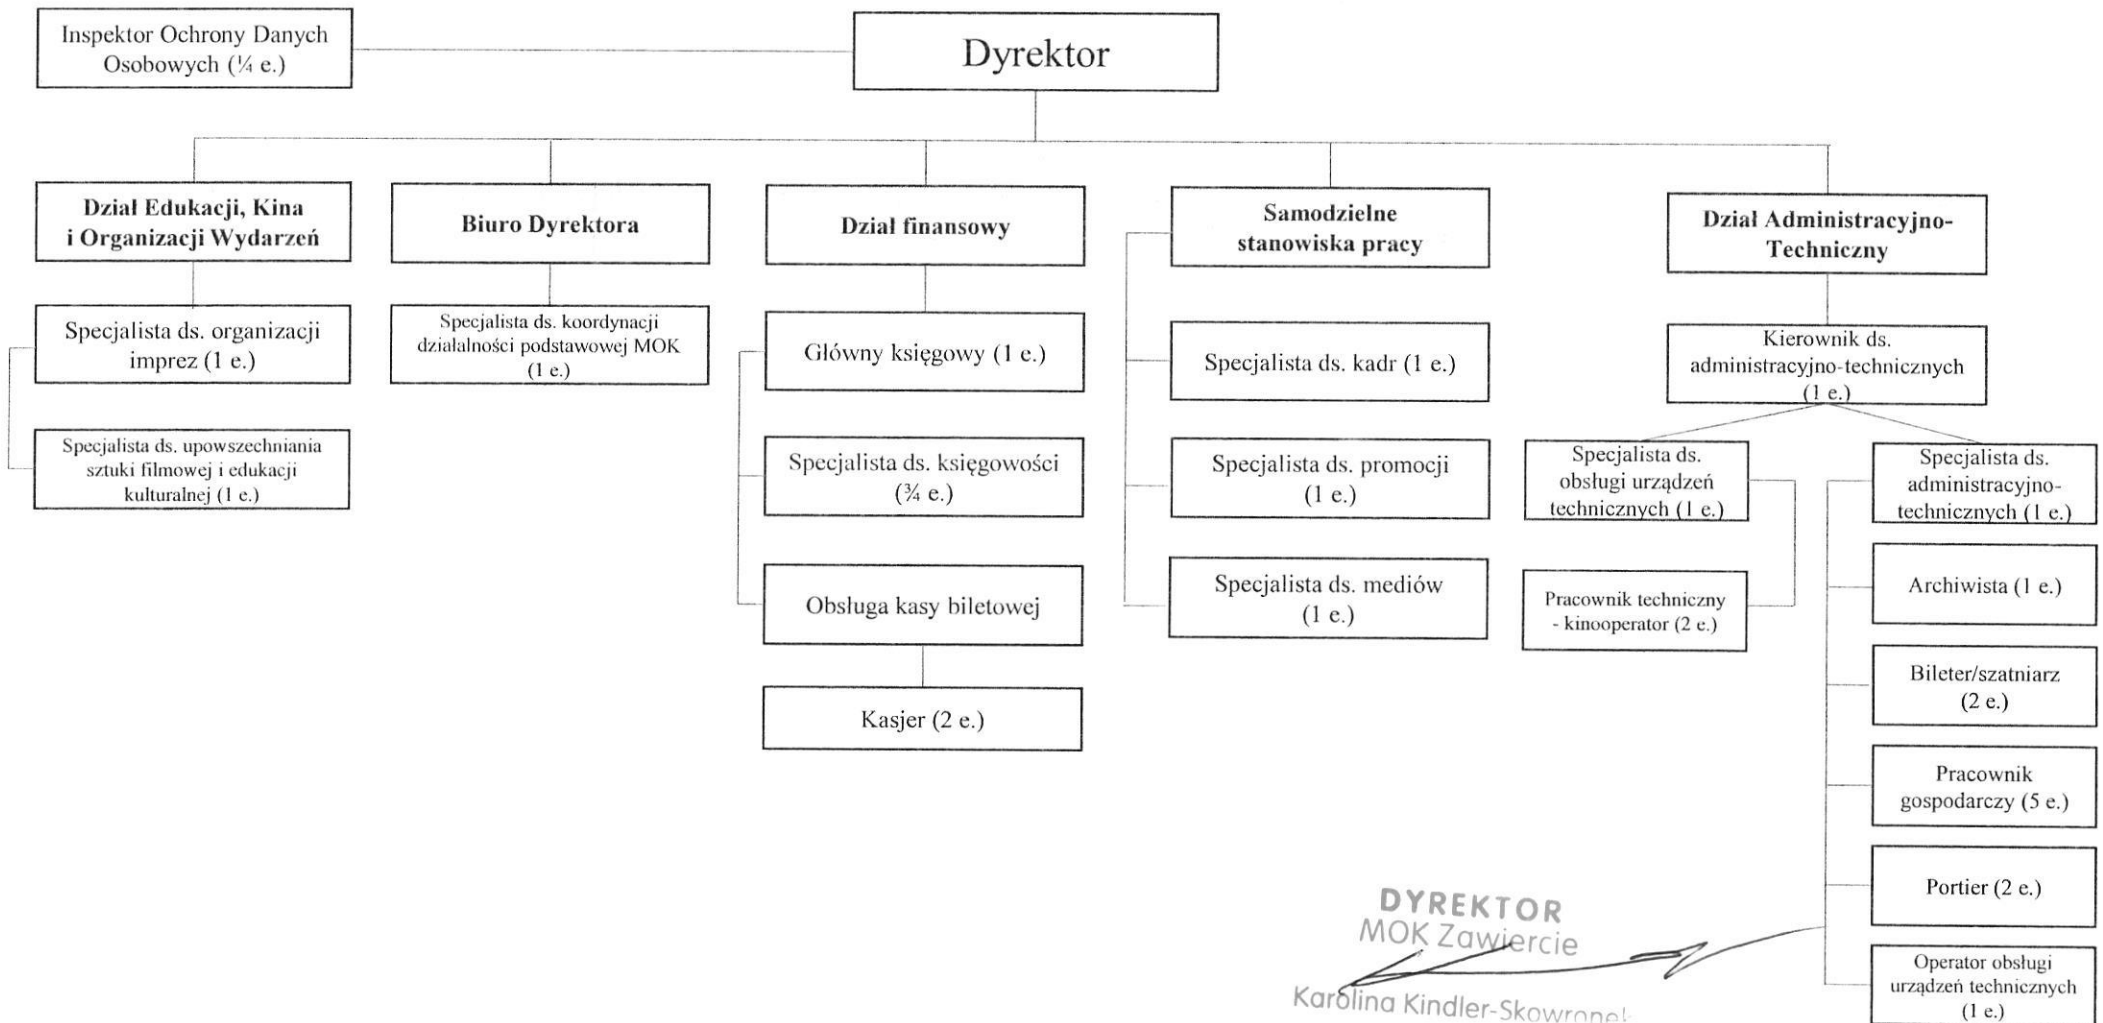 Inspektor Ochrony Danych
Osobowych (¼ e.)
Dyrektor
Dział Edukacji, Kina
i Organizacji Wydarzeń
Specjalista ds. organizacji
imprez (1 e.)
Specjalista ds. upowszechniania
sztuki filmowej i edukacji
kulturalnej (1 e.)
Biuro Dyrektora
Specjalista ds. koordynacji
działalności podstawowej MOK
(1 e.)
Dział finansowy
Główny księgowy (1 e.)
Specjalista ds. księgowości
(¾ e.)
Obsługa kasy biletowej
Kasjer (2 e.)
Samodzielne
stanowiska pracy
Specjalista ds. kadr (1 e.)
Specjalista ds. promocji
(1 e.)
Specjalista ds. mediów
(1 e.)
Dział Administracyjno-
Techniczny
Kierownik ds.
administracyjno-technicznych
(1 e.)
Specjalista ds.
obsługi urządzeń
technicznych (1 e.)
Pracownik techniczny
- kinooperator (2 e.)
Specjalista ds.
administracyjno-
technicznych (1 e.)
Archiwista (1 e.)
Bileter/szatniarz
(2 e.)
Pracownik
gospodarczy (5 e.)
Portier (2 e.)
Operator obsługi
urządzeń technicznych
(1 e.)
DYREKTOR
MOK Zawiercie
Karolina Kindler-Skowronek